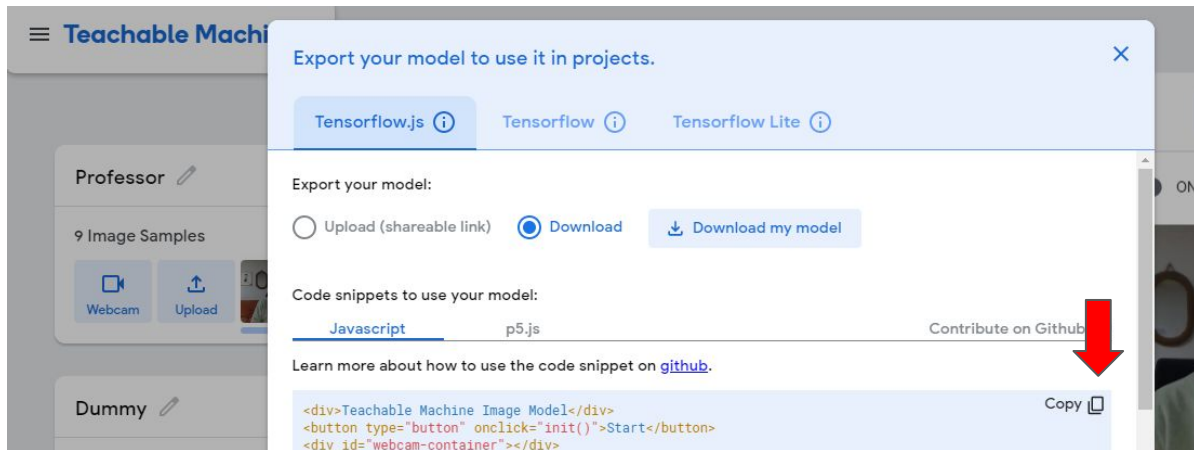 Teachable Machi
Export your model to use it in projects.
Tensorflow.js
Tensorflow
Tensorflow Lite
Professor
Export your model:
ON
Upload (shareable link)
Download
Download my model
9 Image Samples
Webcam
Upload
Code snippets to use your model:
Javascript
p5.js
Contribute on Github
Learn more about how to use the code snippet on github.
Dummy
Copy
<div>Teachable Machine Image Model</div>
<button type="button" onclick="init()">Start</button>
<div id="webcam-container"></div>